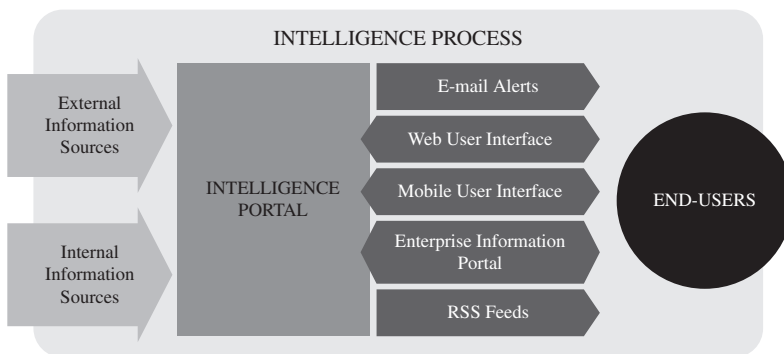 INTELLIGENCE PROCESS
External
Information
Sources
Internal
Information
Sources
INTELLIGENCE
PORTAL
E-mail Alerts
Web User Interface
Mobile User Interface
Enterprise Information
Portal
RSS Feeds
END-USERS